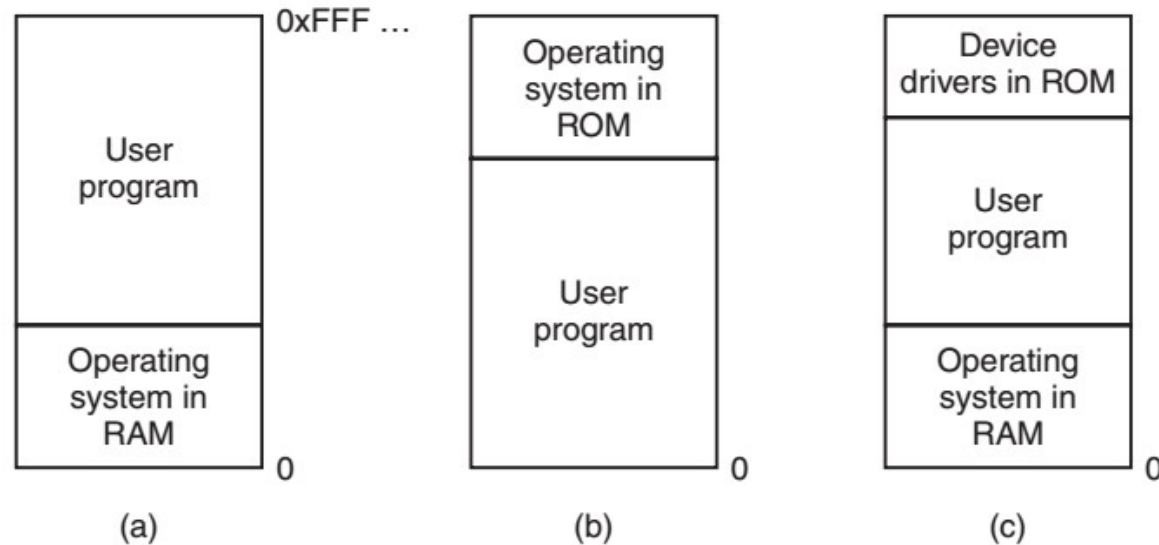 0xFFF …
User
program
Operating
system in
RAM
0
(a)
Operating
system in
ROM
User
program
0
(b)
Device
drivers in ROM
User
program
Operating
system in
RAM
0
(c)